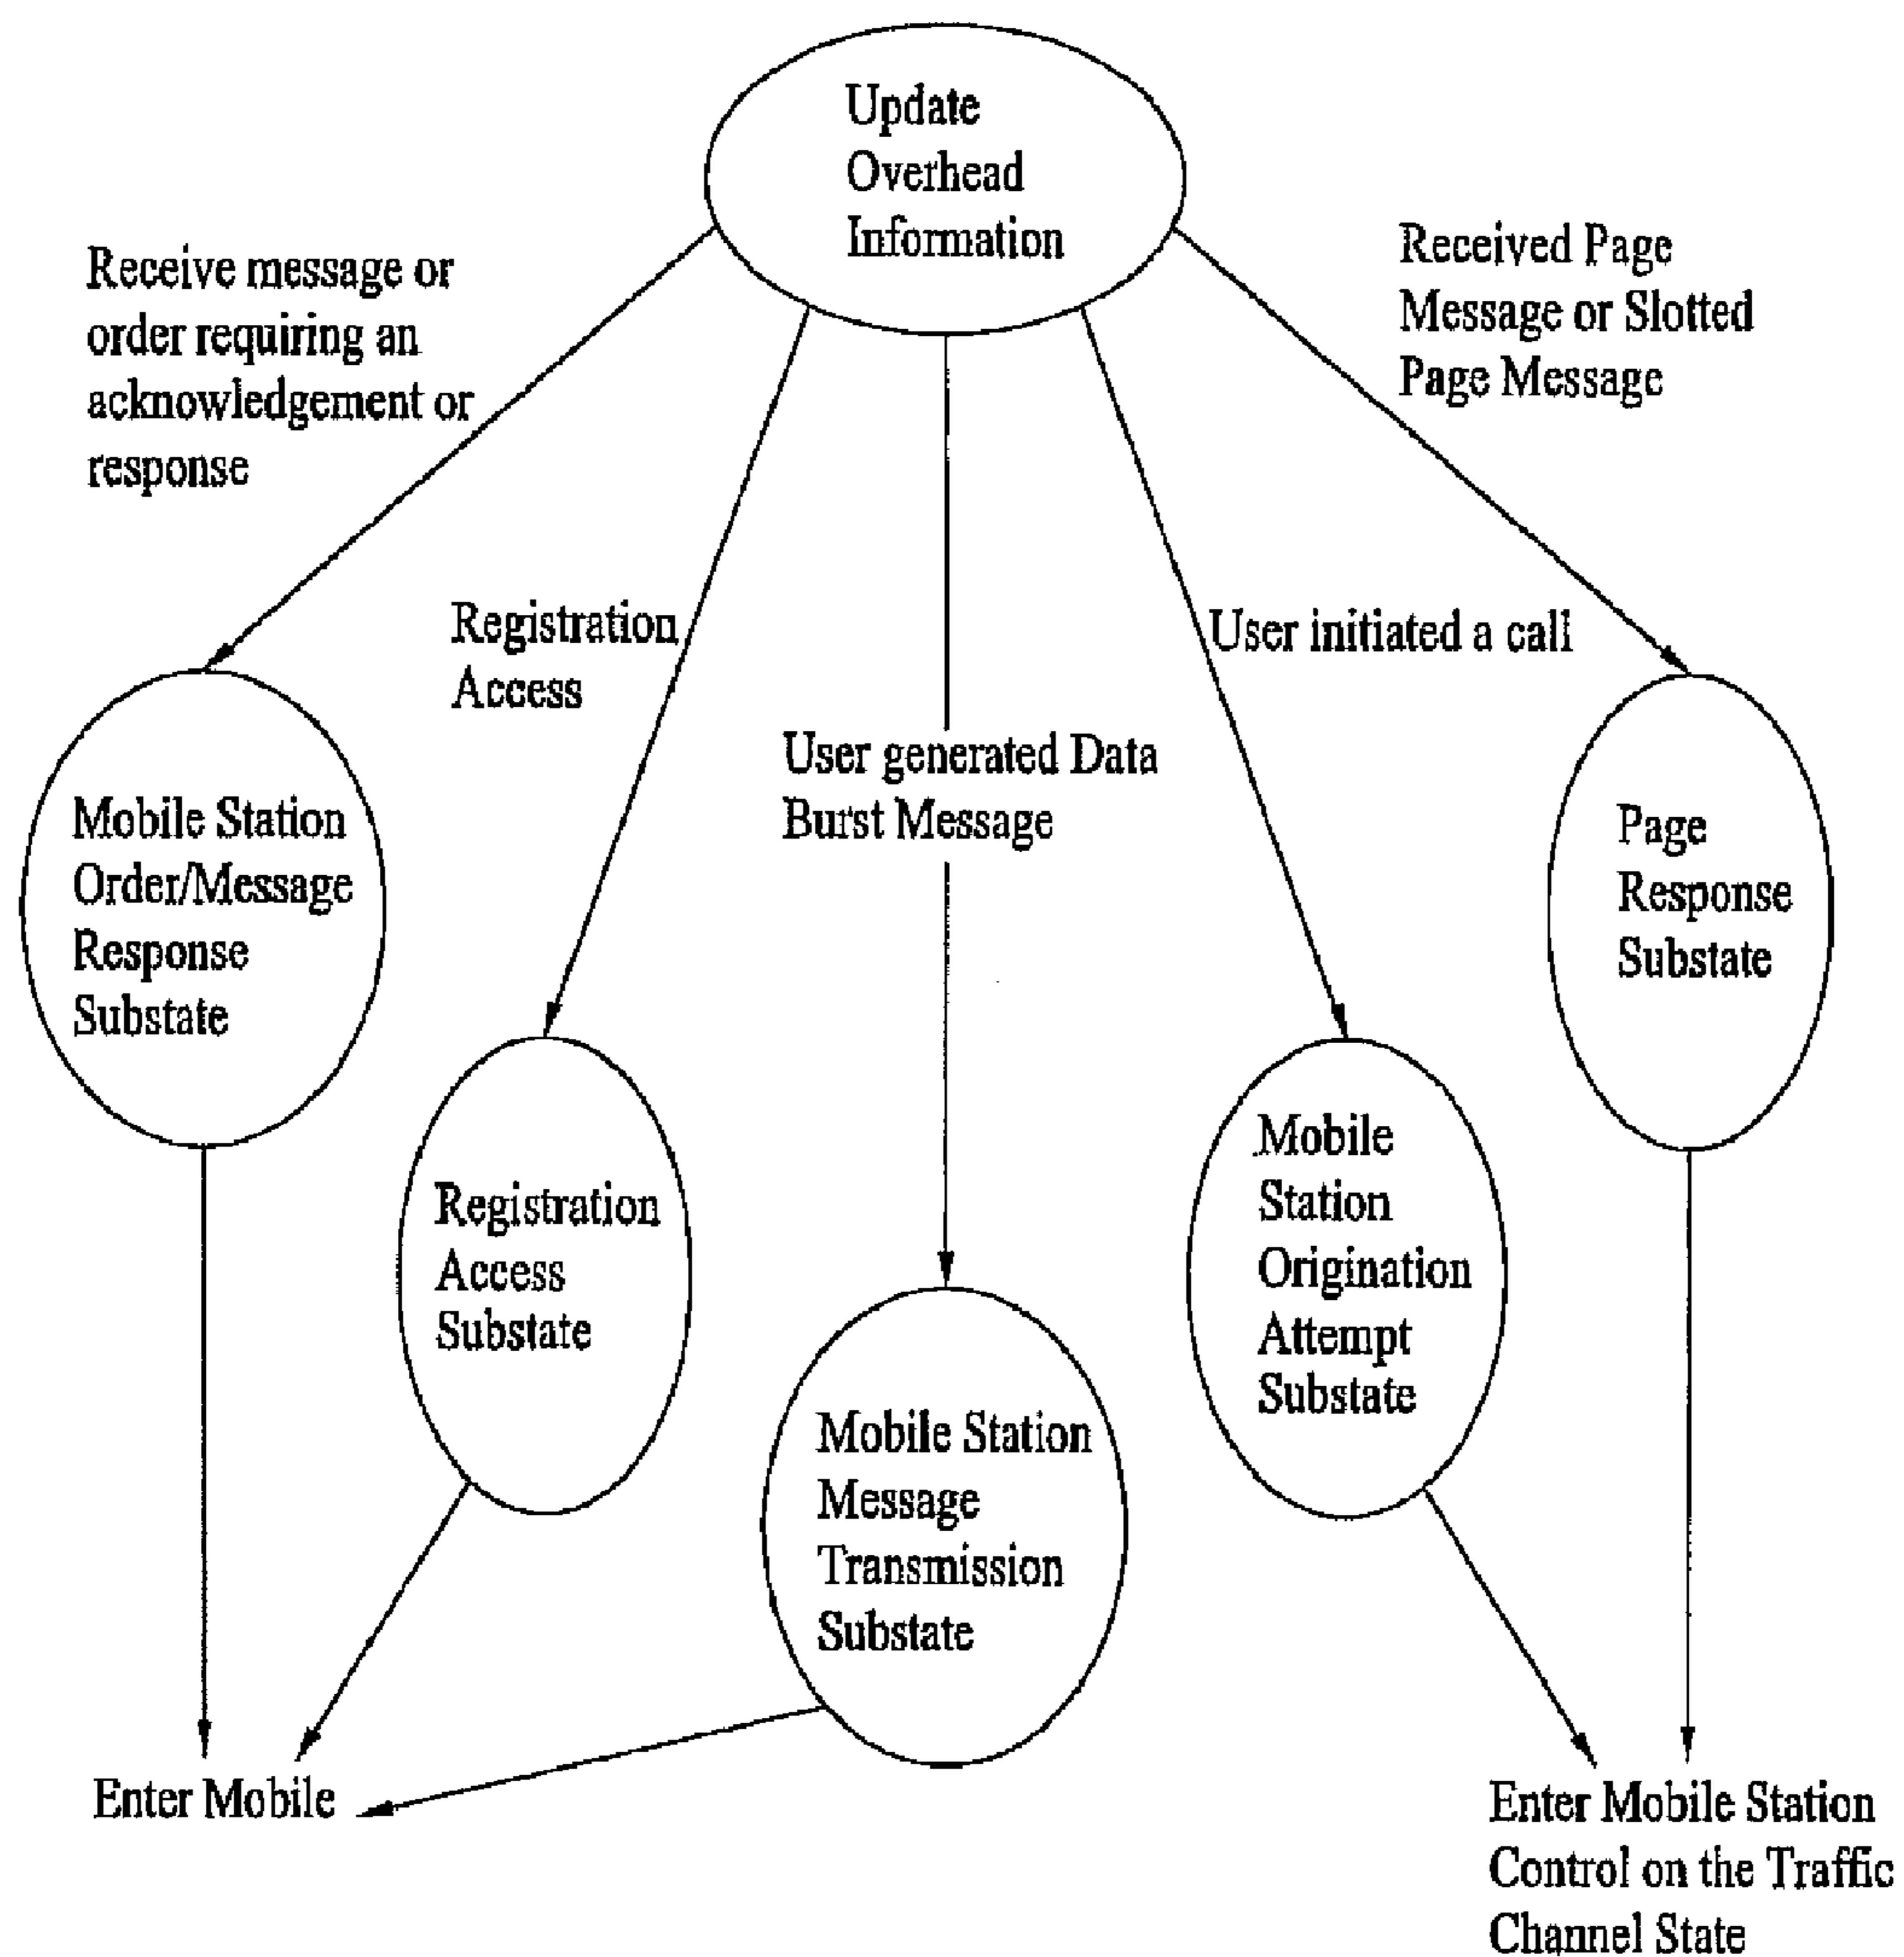 Update
Overhead
Information
Receive message or
order requiring an
acknowledgement or
response
Received Page
Message or Slotted
Page Message
Registration
Access
User initiated a call
User generated Data
Burst Message
Mobile Station
Order/Message
Response
Substate
Page
Response
Substate
Registration
Access
Substate
Mobile
Station
Origination
Attempt
Substate
Mobile Station
Message
Transmission
Substate
Enter Mobile
Enter Mobile Station
Control on the Traffic
Channel State